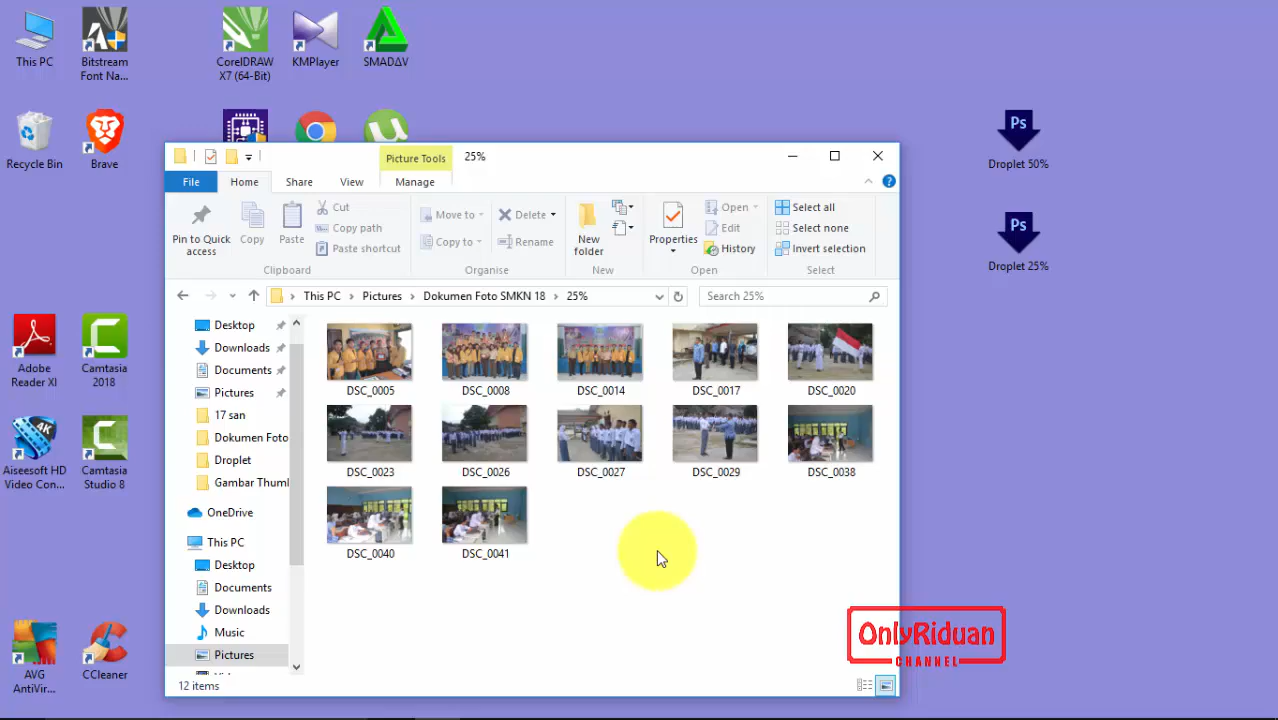 This PC
Bitstream
Font Na...
CorelDRAW
X7 (64-Bit)
KMPlayer
SMADΔV
Recycle Bin
Brave
Adobe
Reader XI
Camtasia
2018
Aiseesoft HD
Video Con...
Camtasia
Studio 8
AVG
AntiVir...
CCleaner
Ps
Droplet 50%
Ps
Droplet 25%
Picture Tools
25%
File
Home
Share
View
Manage
Pin to Quick
access
Copy
Paste
Cut
Copy path
Paste shortcut
Clipboard
Move to
Copy to
Delete
Rename
Organise
New
folder
New
Properties
Open
Edit
History
Open
Select all
Select none
Invert selection
Select
This PC > Pictures > Dokumen Foto SMKN 18 > 25%
Search 25%
Desktop
Downloads
Documents
Pictures
17 san
Dokumen Foto
Droplet
Gambar Thum
OneDrive
This PC
Desktop
Documents
Downloads
Music
Pictures
DSC_0005
DSC_0008
DSC_0014
DSC_0017
DSC_0020
DSC_0023
DSC_0026
DSC_0027
DSC_0029
DSC_0038
DSC_0040
DSC_0041
12 items
OnlyRiduan
CHANNEL